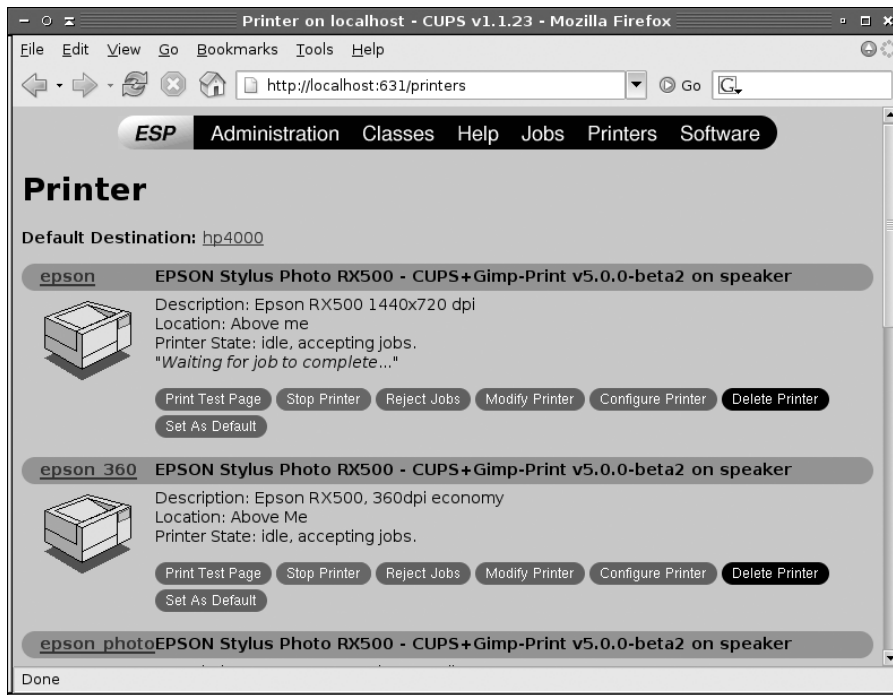 Printer on localhost - CUPS v1.1.23 - Mozilla Firefox
File Edit View Go Bookmarks Tools Help
http://localhost:631/printers Go G
ESP Administration Classes Help Jobs Printers Software
Printer
Default Destination: hp4000
epson EPSON Stylus Photo RX500 - CUPS+Gimp-Print v5.0.0-beta2 on speaker
Description: Epson RX500 1440x720 dpi
Location: Above me
Printer State: idle, accepting jobs.
"Waiting for job to complete..."
Print Test Page Stop Printer Reject Jobs Modify Printer Configure Printer Delete Printer
Set As Default
epson_360 EPSON Stylus Photo RX500 - CUPS+Gimp-Print v5.0.0-beta2 on speaker
Description: Epson RX500, 360dpi economy
Location: Above Me
Printer State: idle, accepting jobs.
Print Test Page Stop Printer Reject Jobs Modify Printer Configure Printer Delete Printer
Set As Default
epson_photo EPSON Stylus Photo RX500 - CUPS+Gimp-Print v5.0.0-beta2 on speaker
Done